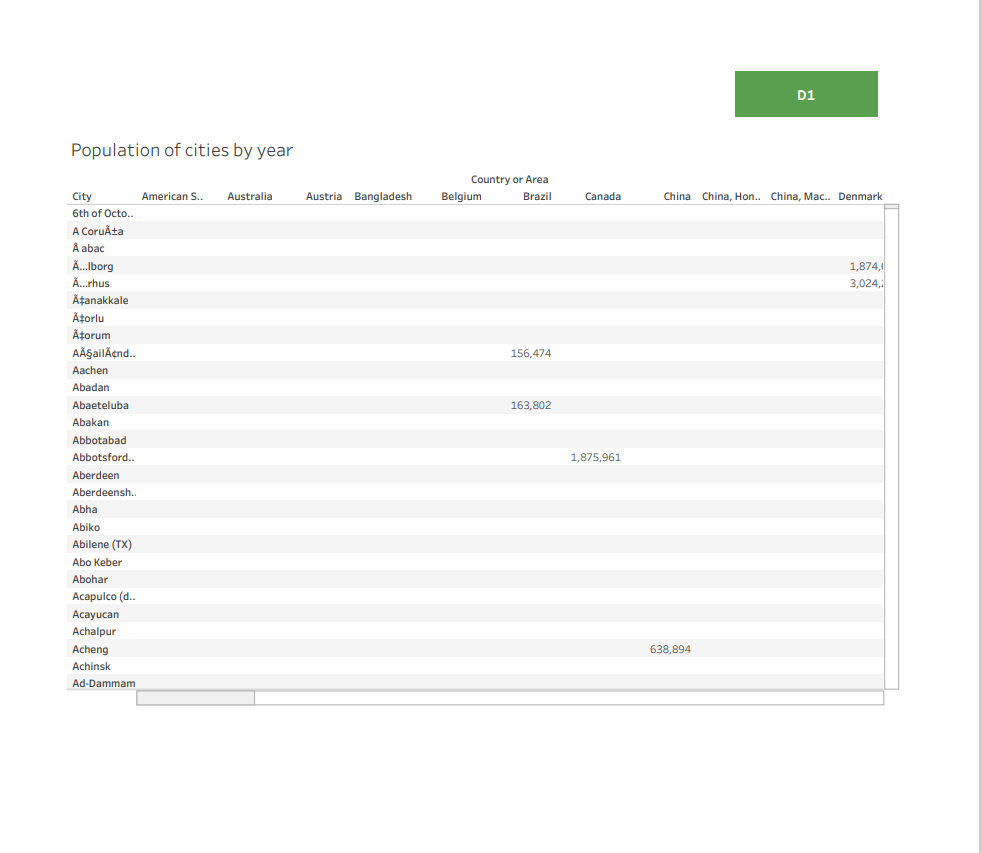 D1
Population of cities by year
Country or Area
City American S.. Australia Austria Bangladesh Belgium Brazil Canada China China, Hon.. China, Mac.. Denmark
6th of Octo..
A CoruÃ±a
Å abac
Ã…lborg 1,874,
Ã…rhus 3,024,
Ã‡anakkale
Ã‡orlu
Ã‡orum
AÃ§ailÃ¢nd.. 156,474
Aachen
Abadan
Abaeteluba 163,802
Abakan
Abbotabad
Abbotsford.. 1,875,961
Aberdeen
Aberdeensh..
Abha
Abiko
Abilene (TX)
Abo Keber
Abohar
Acapulco (d..
Acayucan
Achalpur
Acheng 638,894
Achinsk
Ad-Dammam